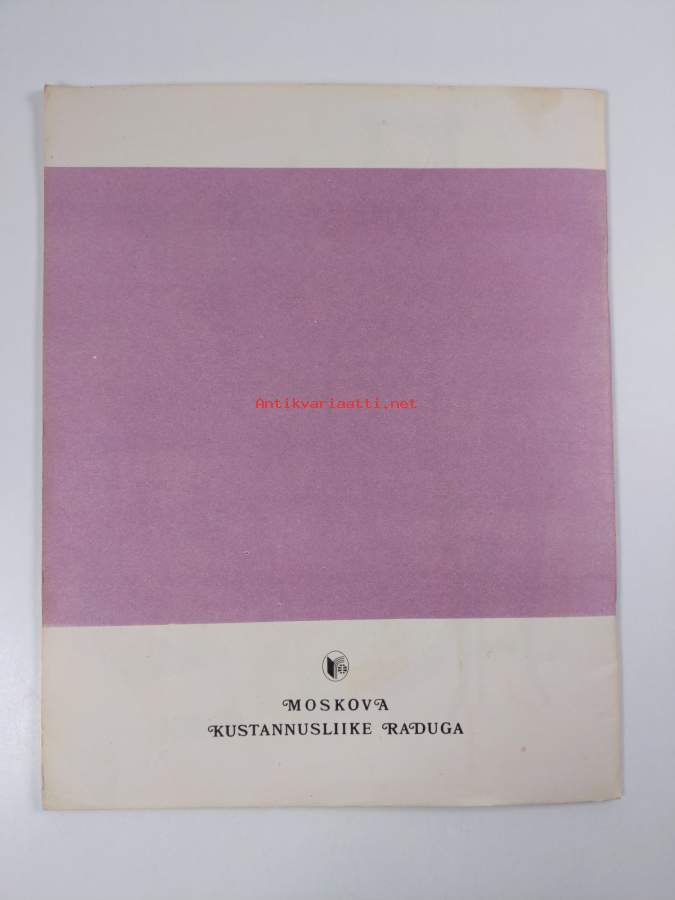 Antikvariaatti.net
MOSKOVA
KUSTANNUSLIIKE RADUGA